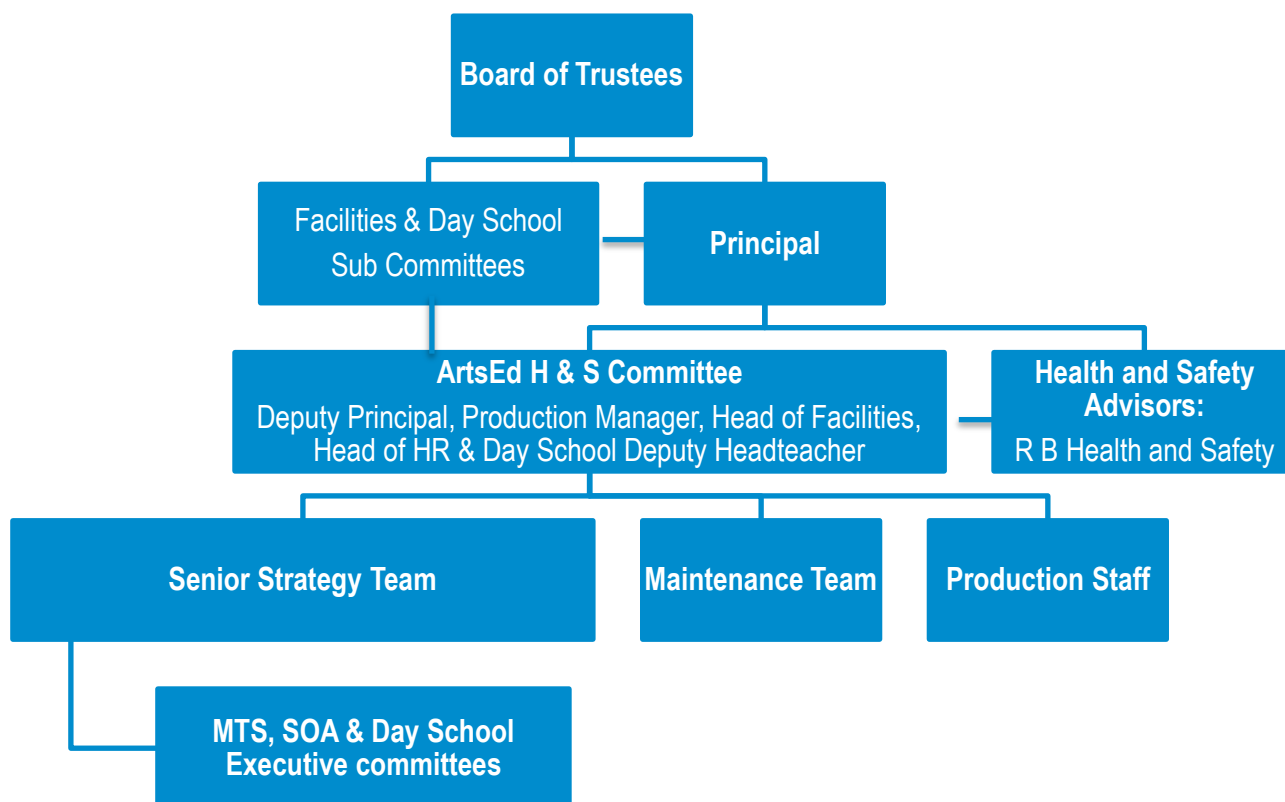 Board of Trustees
Facilities & Day School
Sub Committees
Principal
ArtsEd H & S Committee
Deputy Principal, Production Manager, Head of Facilities,
Head of HR & Day School Deputy Headteacher
Health and Safety
Advisors:
R B Health and Safety
Senior Strategy Team
Maintenance Team
Production Staff
MTS, SOA & Day School
Executive committees